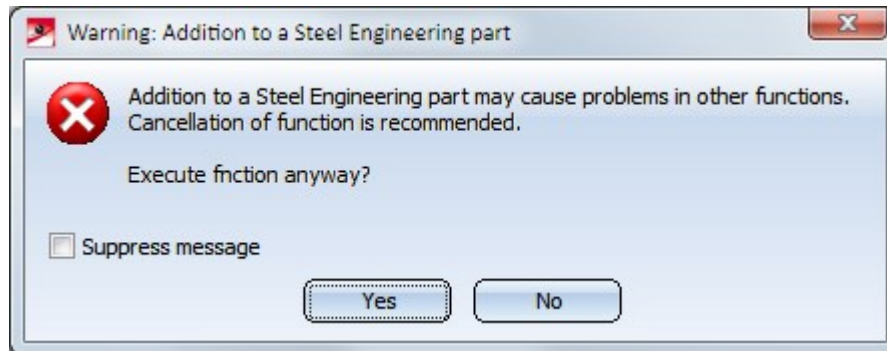 Warning: Addition to a Steel Engineering part
Addition to a Steel Engineering part may cause problems in other functions.
Cancellation of function is recommended.
Execute fnction anyway?
Suppress message
Yes
No